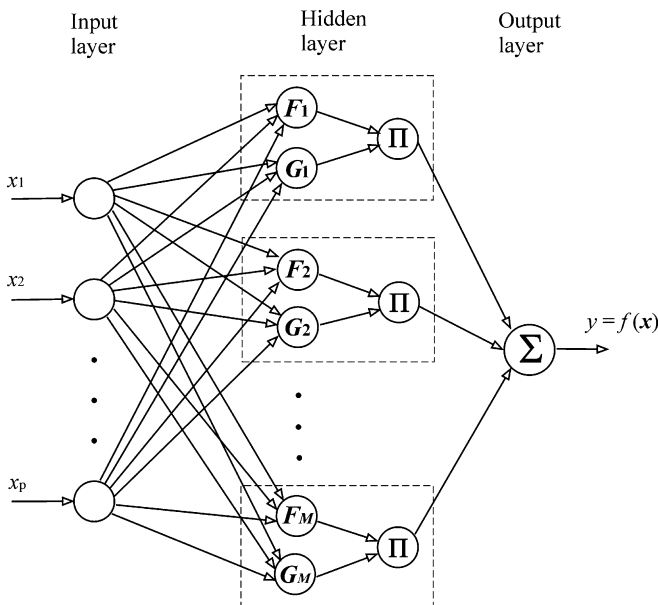 Input
layer
Hidden
layer
Output
layer
F1
Π
G1
x1
F2
x2
Π
G2
Σ
y = f (x)
xp
FM
Π
GM